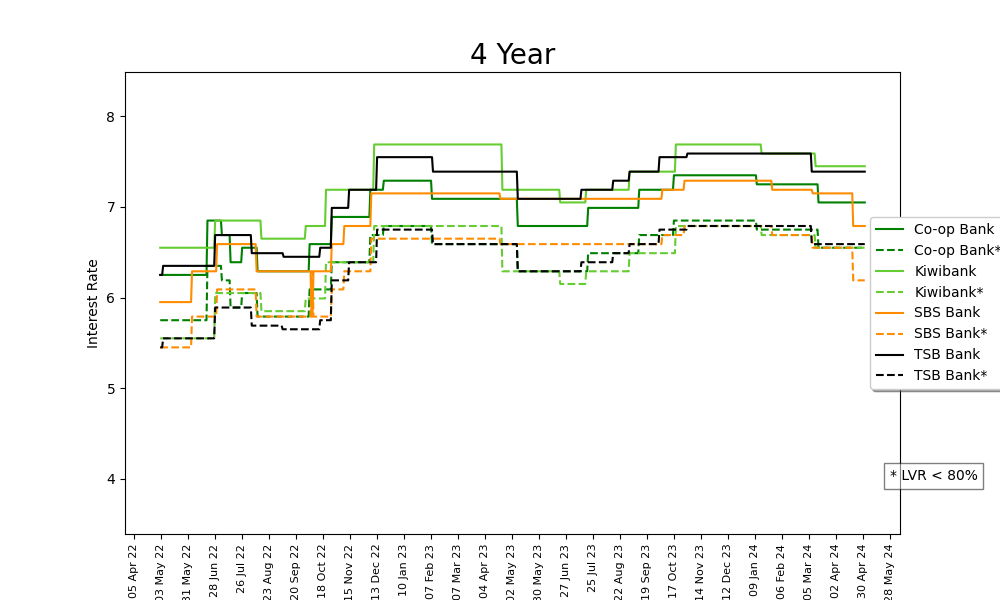 4 Year
Interest Rate
8
7
6
5
4
Co-op Bank
Co-op Bank*
Kiwibank
Kiwibank*
SBS Bank
SBS Bank*
TSB Bank
TSB Bank*
* LVR < 80%
05 Apr 22
03 May 22
31 May 22
28 Jun 22
26 Jul 22
23 Aug 22
20 Sep 22
18 Oct 22
15 Nov 22
13 Dec 22
10 Jan 23
07 Feb 23
07 Mar 23
04 Apr 23
02 May 23
30 May 23
27 Jun 23
25 Jul 23
22 Aug 23
19 Sep 23
17 Oct 23
14 Nov 23
12 Dec 23
09 Jan 24
06 Feb 24
05 Mar 24
02 Apr 24
30 Apr 24
28 May 24